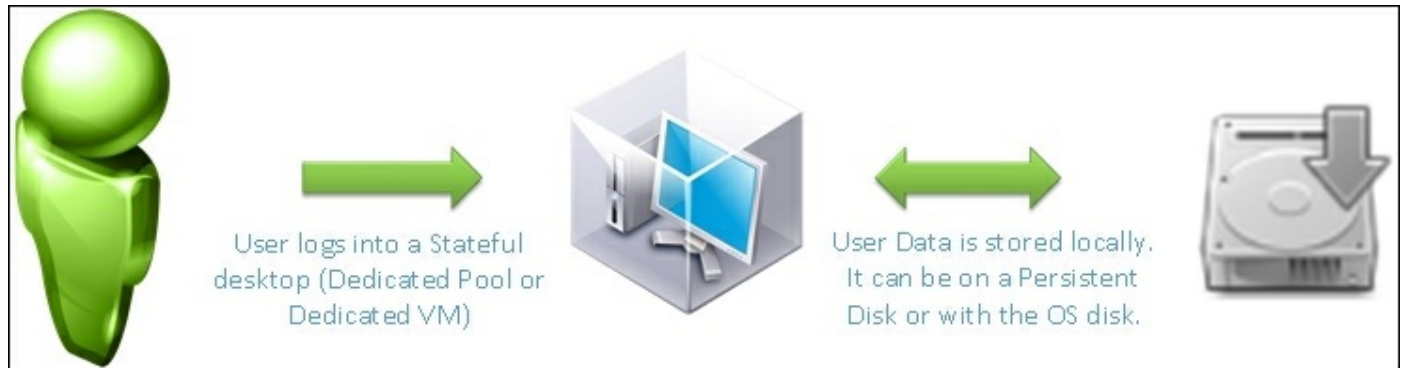 User logs into a Stateful
desktop (Dedicated Pool or
Dedicated VM)
User Data is stored locally.
It can be on a Persistent
Disk or with the OS disk.